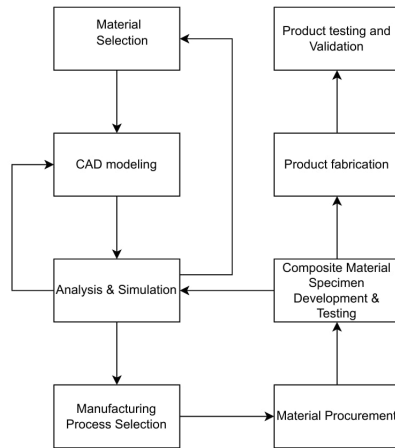 Material
Selection
Product testing and
Validation
CAD modeling
Product fabrication
Analysis & Simulation
Composite Material
Specimen
Development &
Testing
Manufacturing
Process Selection
Material Procurement